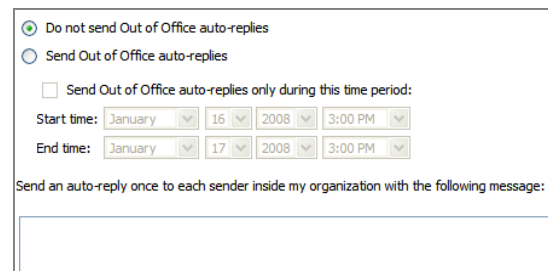 Do not send Out of Office auto-replies
Send Out of Office auto-replies
Send Out of Office auto-replies only during this time period:
Start time: January 16 2008 3:00 PM
End time: January 17 2008 3:00 PM
Send an auto-reply once to each sender inside my organization with the following message: